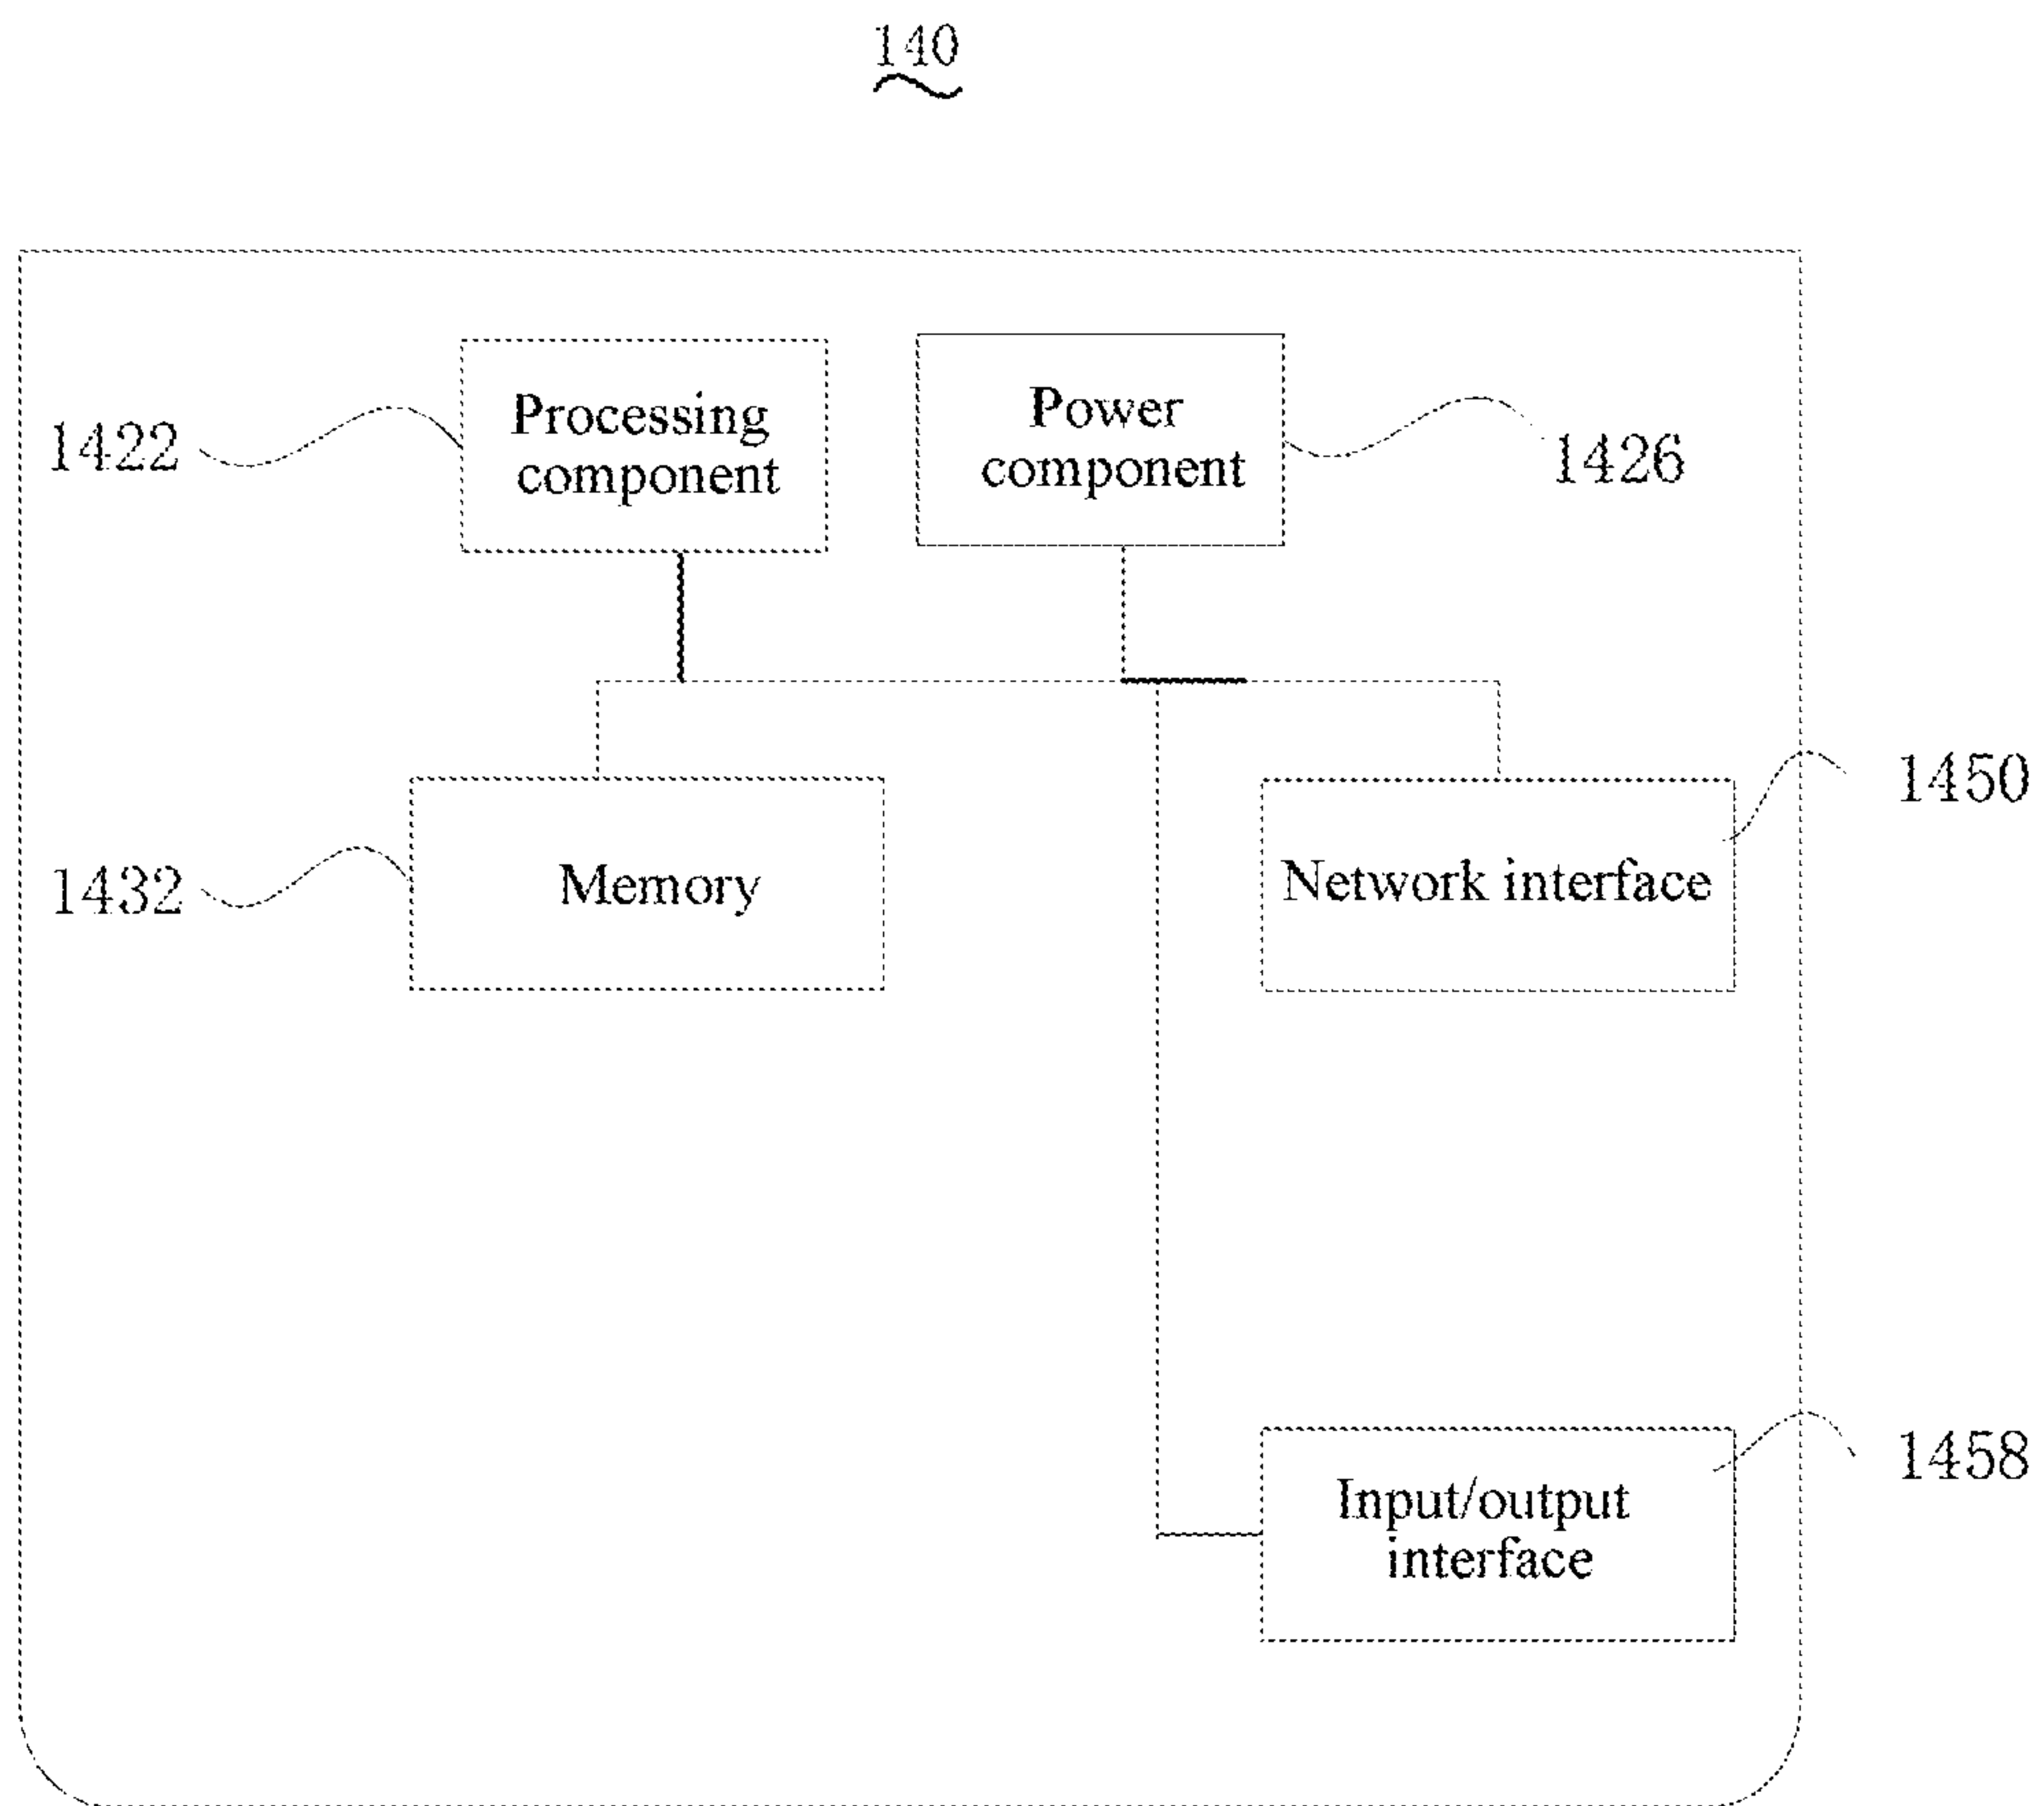 140
1422
Processing
component
Power
component
1426
1432
Memory
Network interface
1450
Input/output
interface
1458